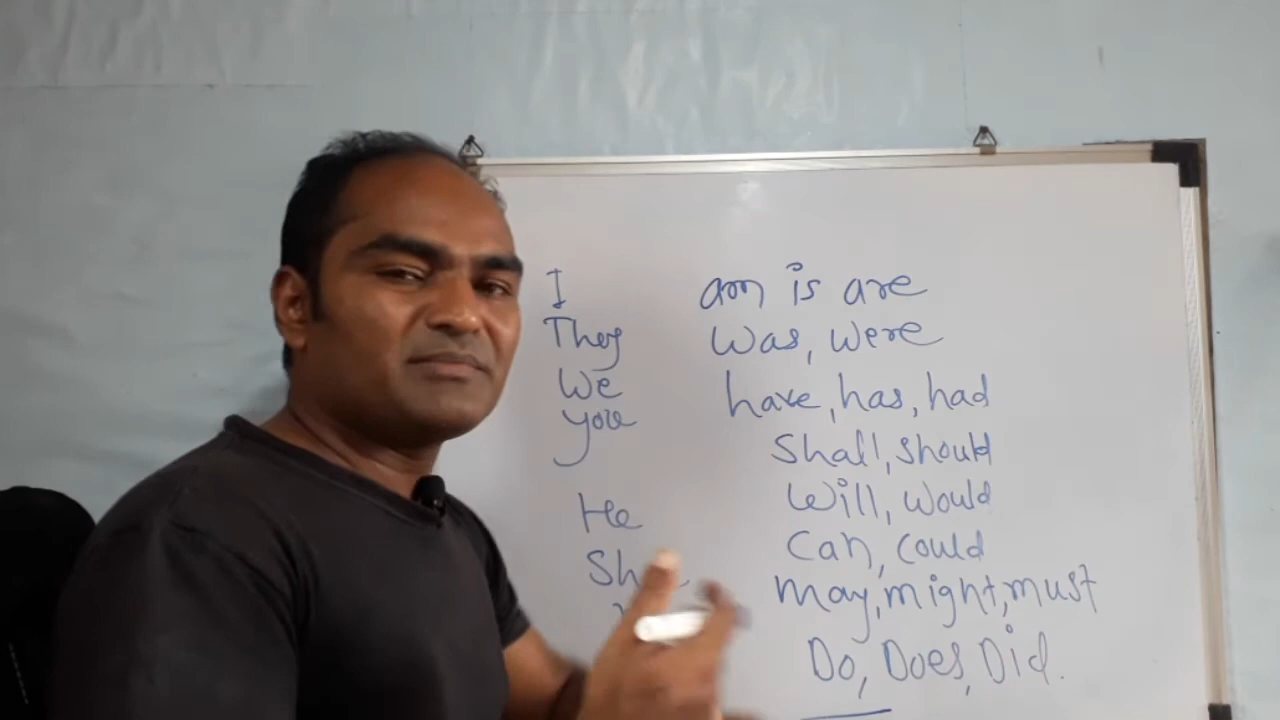 I am is are
They was, were
We have, has, had
you
Shall, should
He Will, Would
Can, Could
May, might, must
Do, Does, Did.